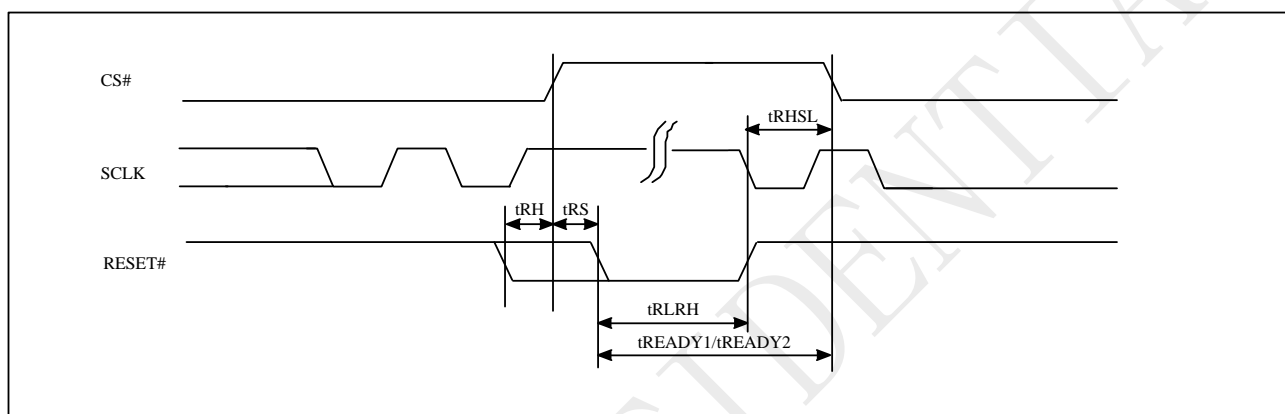 CS#
tRHSL
SCLK
tRH
tRS
RESET#
tRLRH
tREADY1/tREADY2